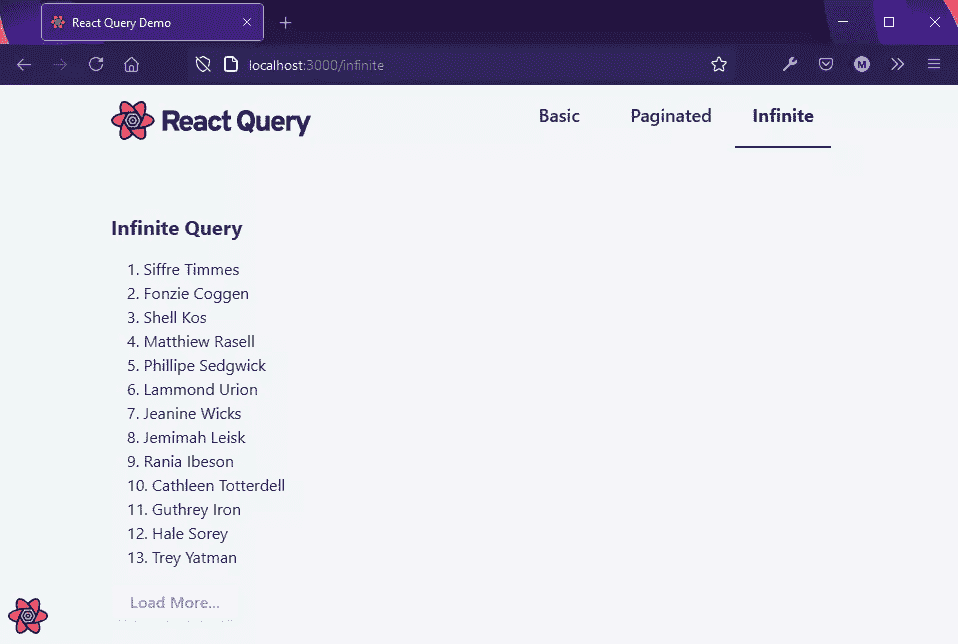 React Query Demo
localhost:3000/infinite
M
React Query
Basic Paginated Infinite
Infinite Query
1. Siffre Timmes
2. Fonzie Coggen
3. Shell Kos
4. Matthiew Rasell
5. Phillipe Sedgwick
6. Lammond Urion
7. Jeanine Wicks
8. Jemimah Leisk
9. Rania Ibeson
10. Cathleen Totterdell
11. Guthrey Iron
12. Hale Sorey
13. Trey Yatman
Load More...